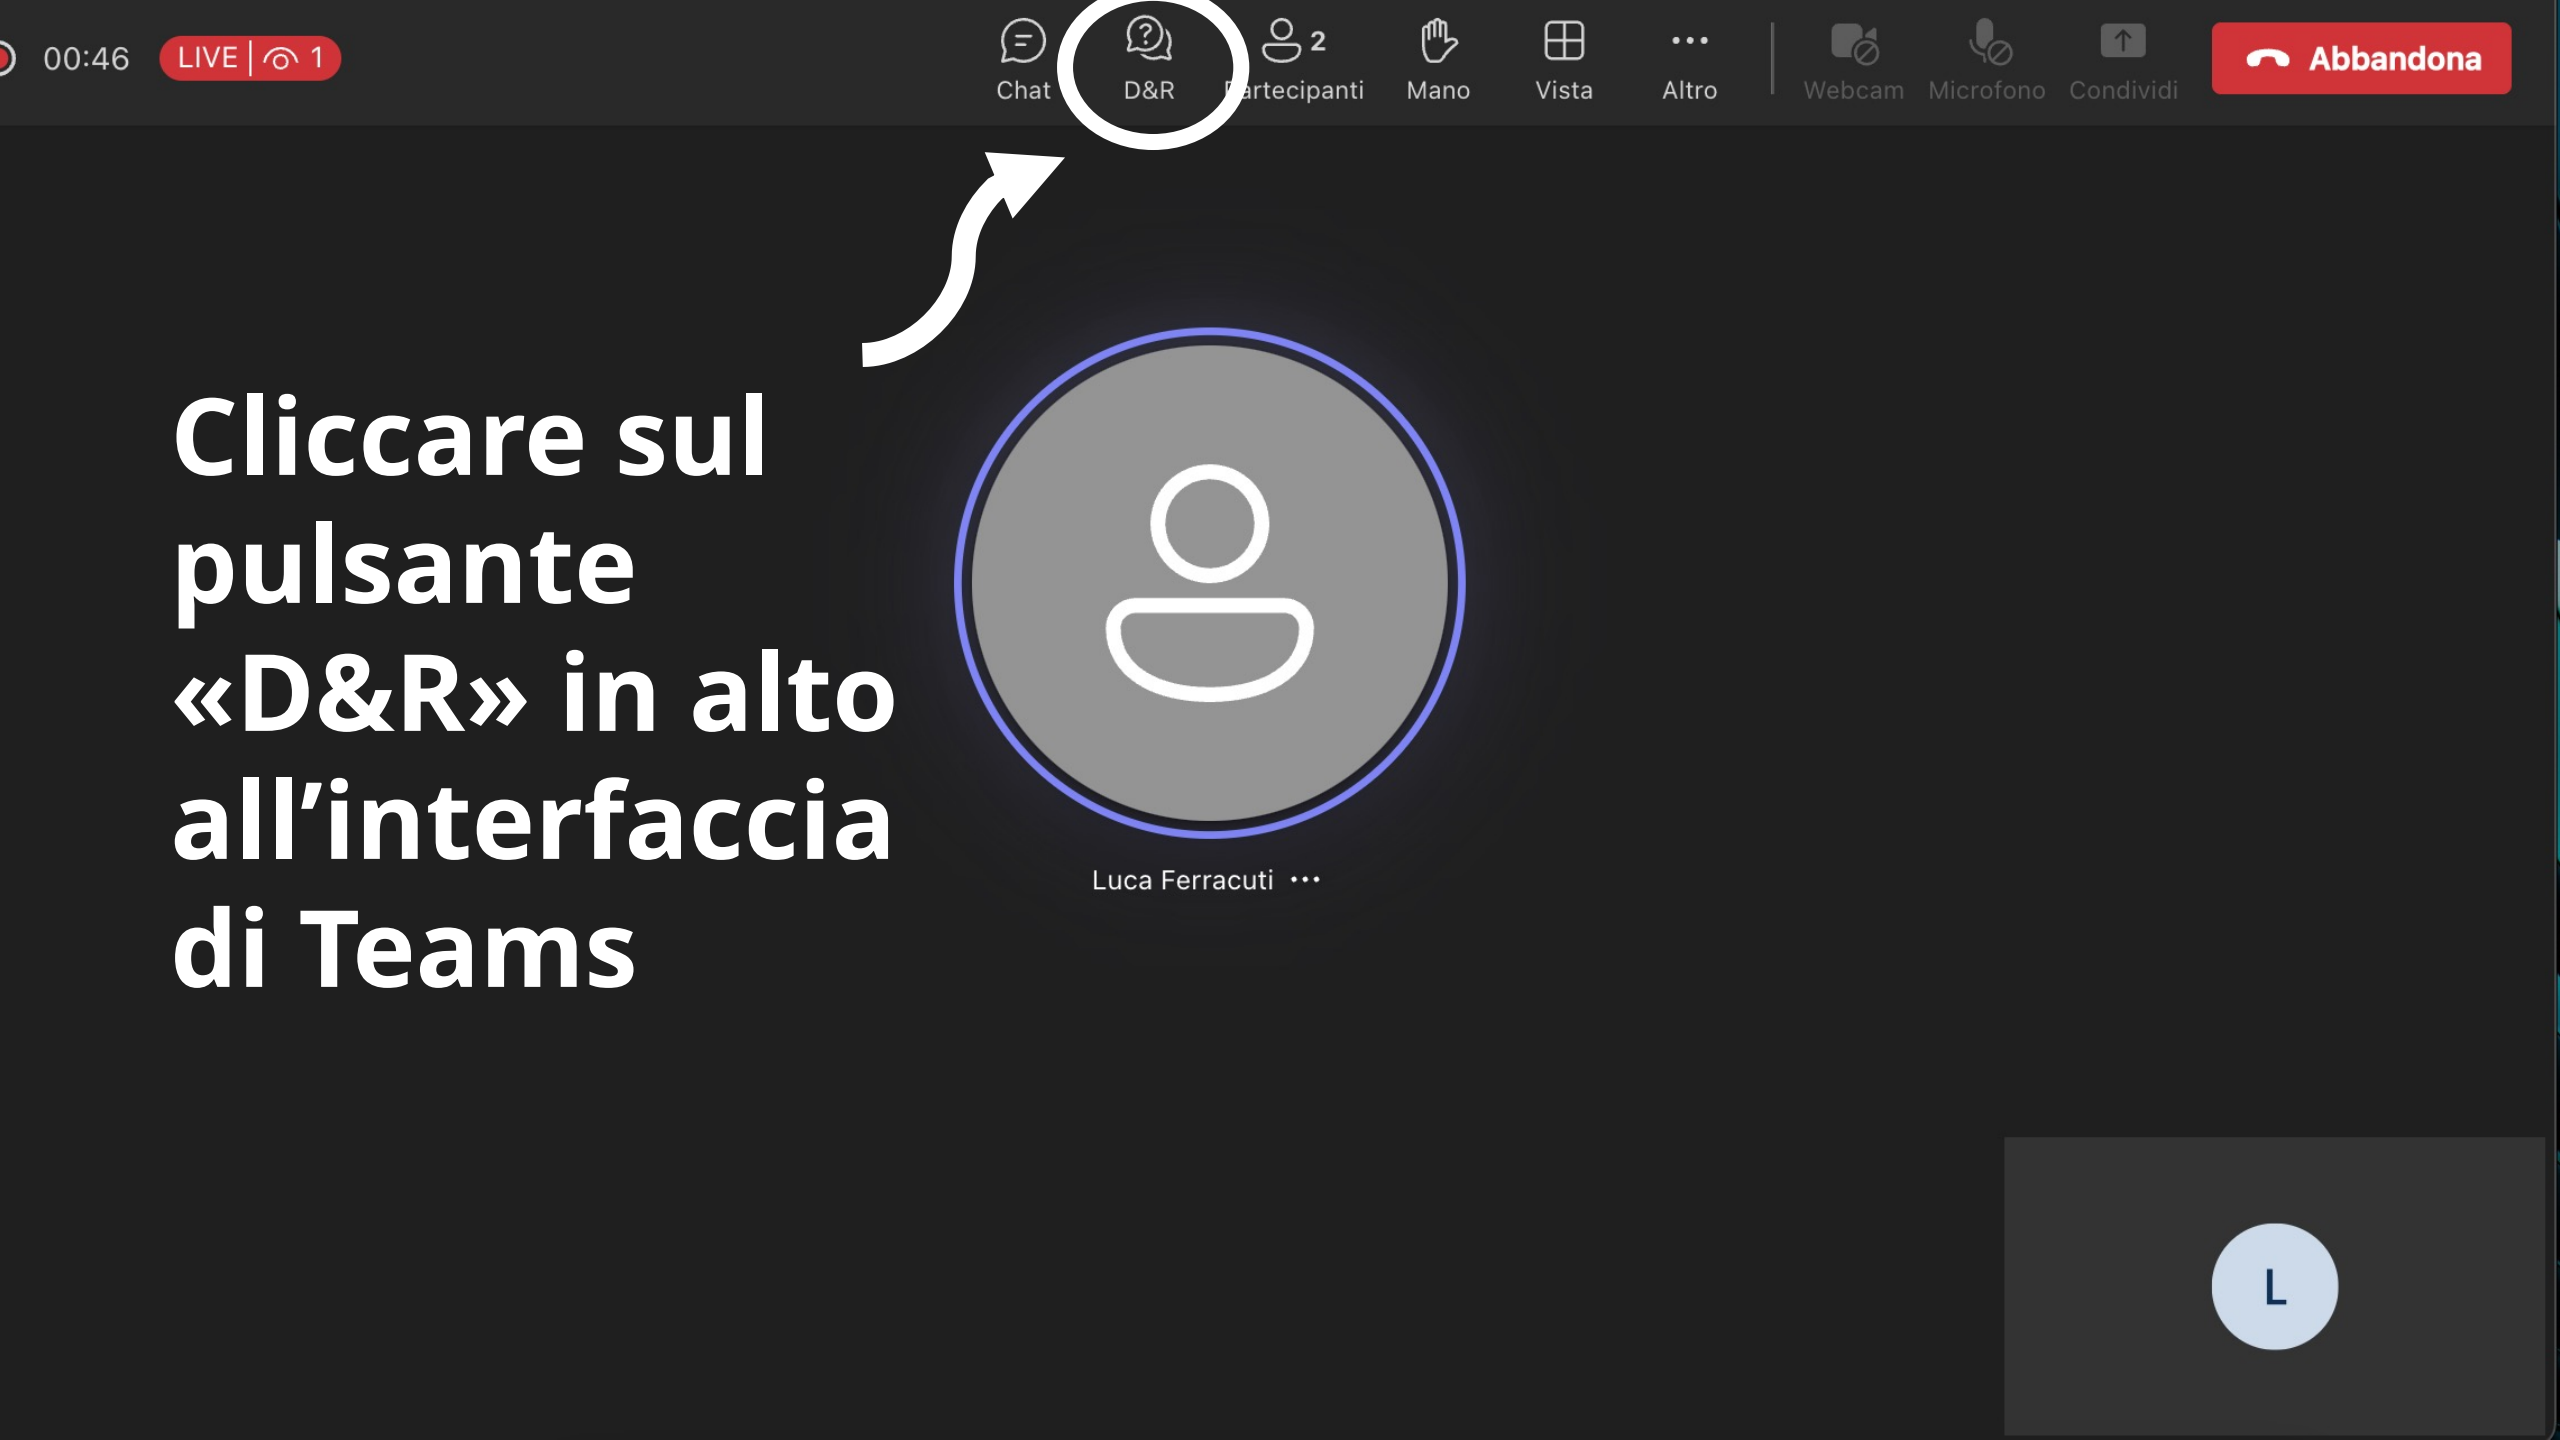 00:46
LIVE 1
Chat
D&R
2
Partecipanti
Mano
Vista
Altro
Webcam
Microfono
Condividi
Abbandona
Cliccare sul
pulsante
«D&R» in alto
all’interfaccia
di Teams
Luca Ferracuti
L